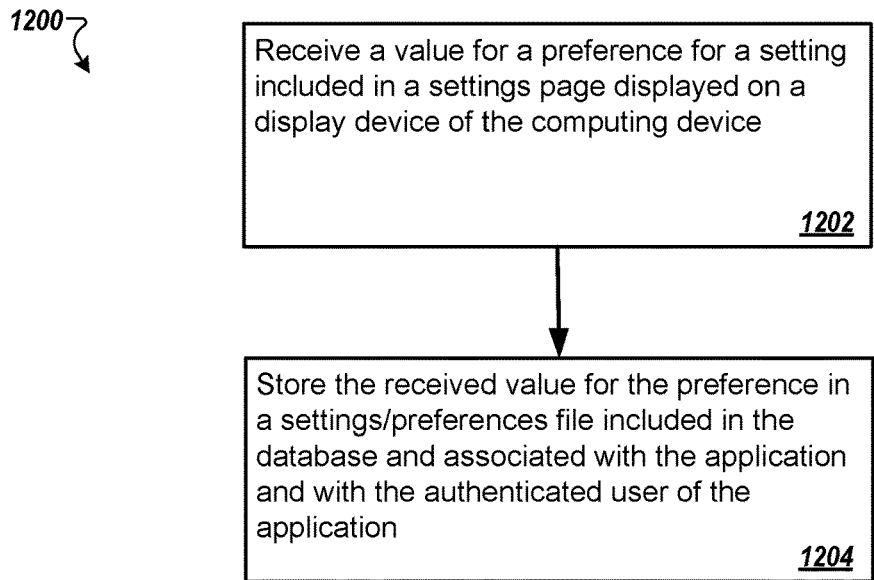 1200
Receive a value for a preference for a setting
included in a settings page displayed on a
display device of the computing device
1202
Store the received value for the preference in
a settings/preferences file included in the
database and associated with the application
and with the authenticated user of the
application
1204